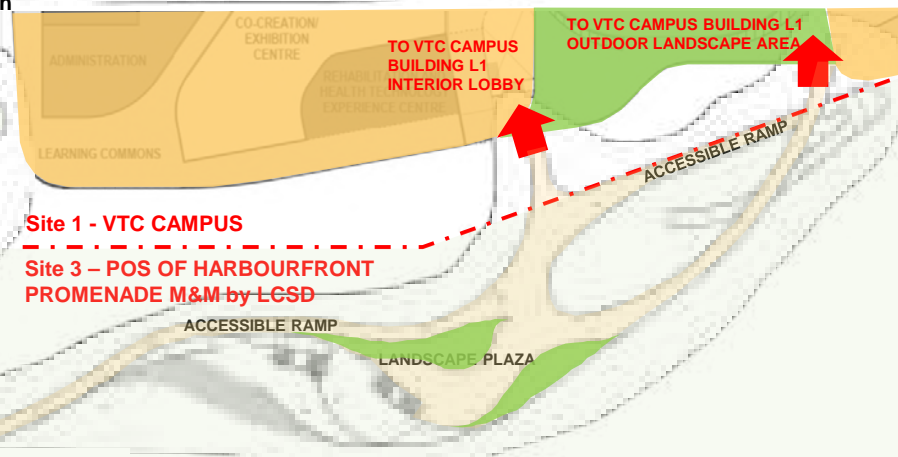 n
CO-CREATION/
EXHIBITION
CENTRE
ADMINISTRATION
TO VTC CAMPUS
BUILDING L1
INTERIOR LOBBY
TO VTC CAMPUS BUILDING L1
OUTDOOR LANDSCAPE AREA
EXPERIENCE CENTRE
LEARNING COMMONS
ACCESSIBLE RAMP
Site 1 - VTC CAMPUS
Site 3 – POS OF HARBOURFRONT
PROMENADE M&M by LCSD
ACCESSIBLE RAMP
LANDSCAPE PLAZA